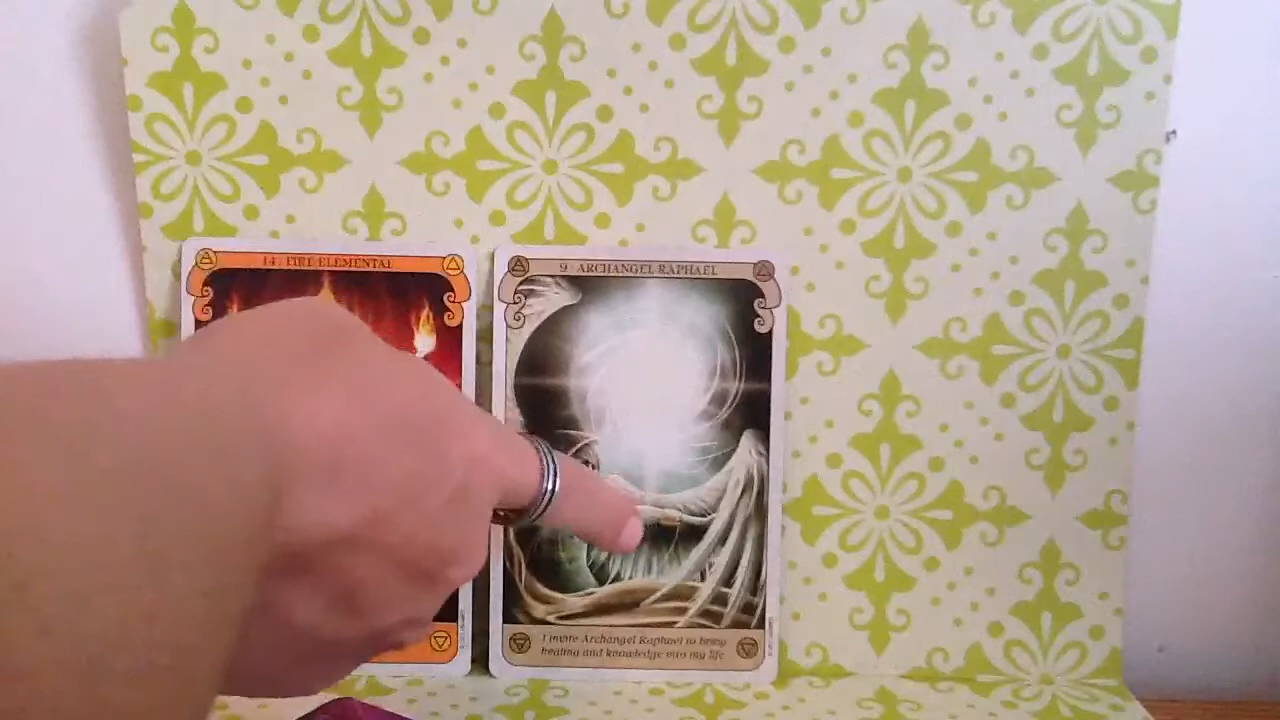 14 : FIRE ELEMENTAL
9 : ARCHANGEL RAPHAEL
I invite Archangel Raphael to bring
healing and knowledge into my life.